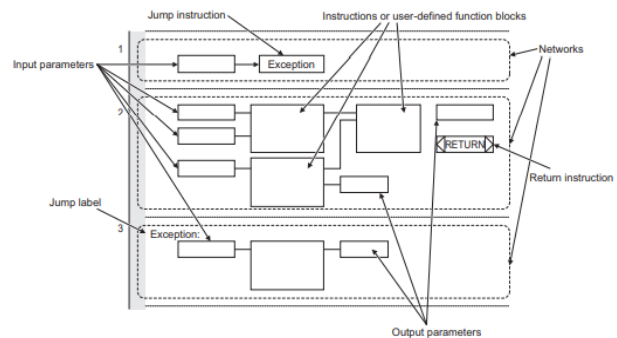 Jump instruction
Instructions or user-defined function blocks
1
Networks
Input parameters
Exception
2
RETURN
Return instruction
Jump label
3
Exception:
Output parameters